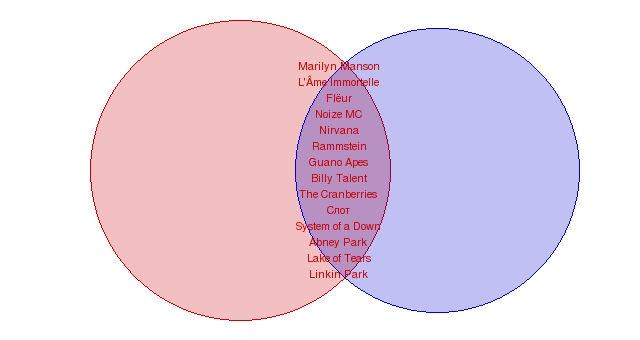 Marilyn Manson
L'Âme Immortelle
Flëur
Noize MC
Nirvana
Rammstein
Guano Apes
Billy Talent
The Cranberries
Слот
System of a Down
Abney Park
Lake of Tears
Linkin Park